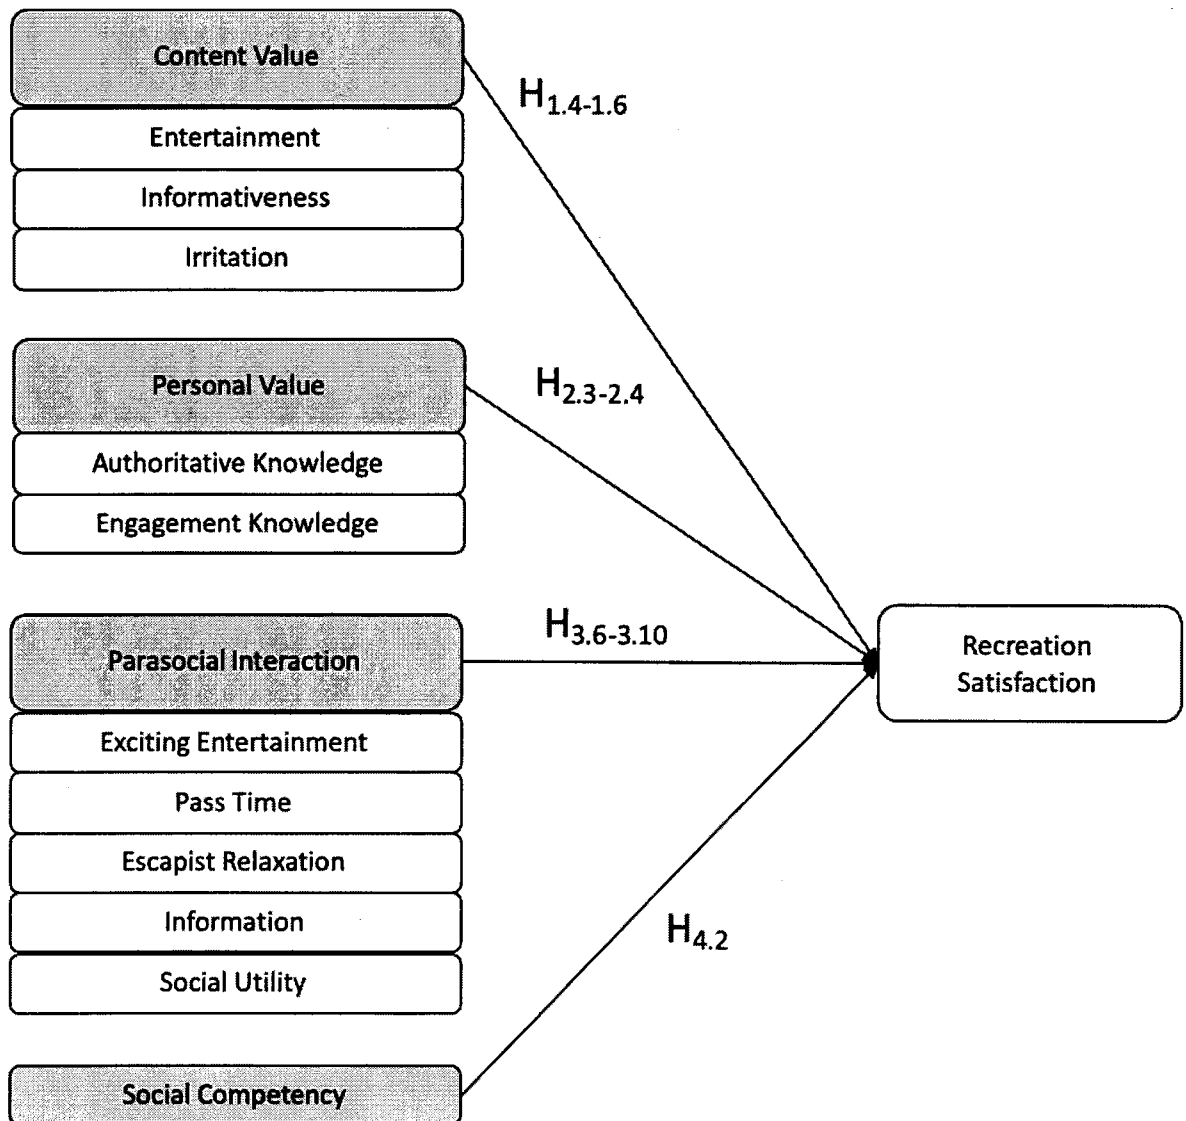 Content Value
H1.4-1.6
Entertainment
Informativeness
Irritation
Personal Value
H2.3-2.4
Authoritative Knowledge
Engagement Knowledge
Parasocial Interaction
H3.6-3.10
Recreation
Satisfaction
Exciting Entertainment
Pass Time
Escapist Relaxation
Information
H4.2
Social Utility
Social Competency